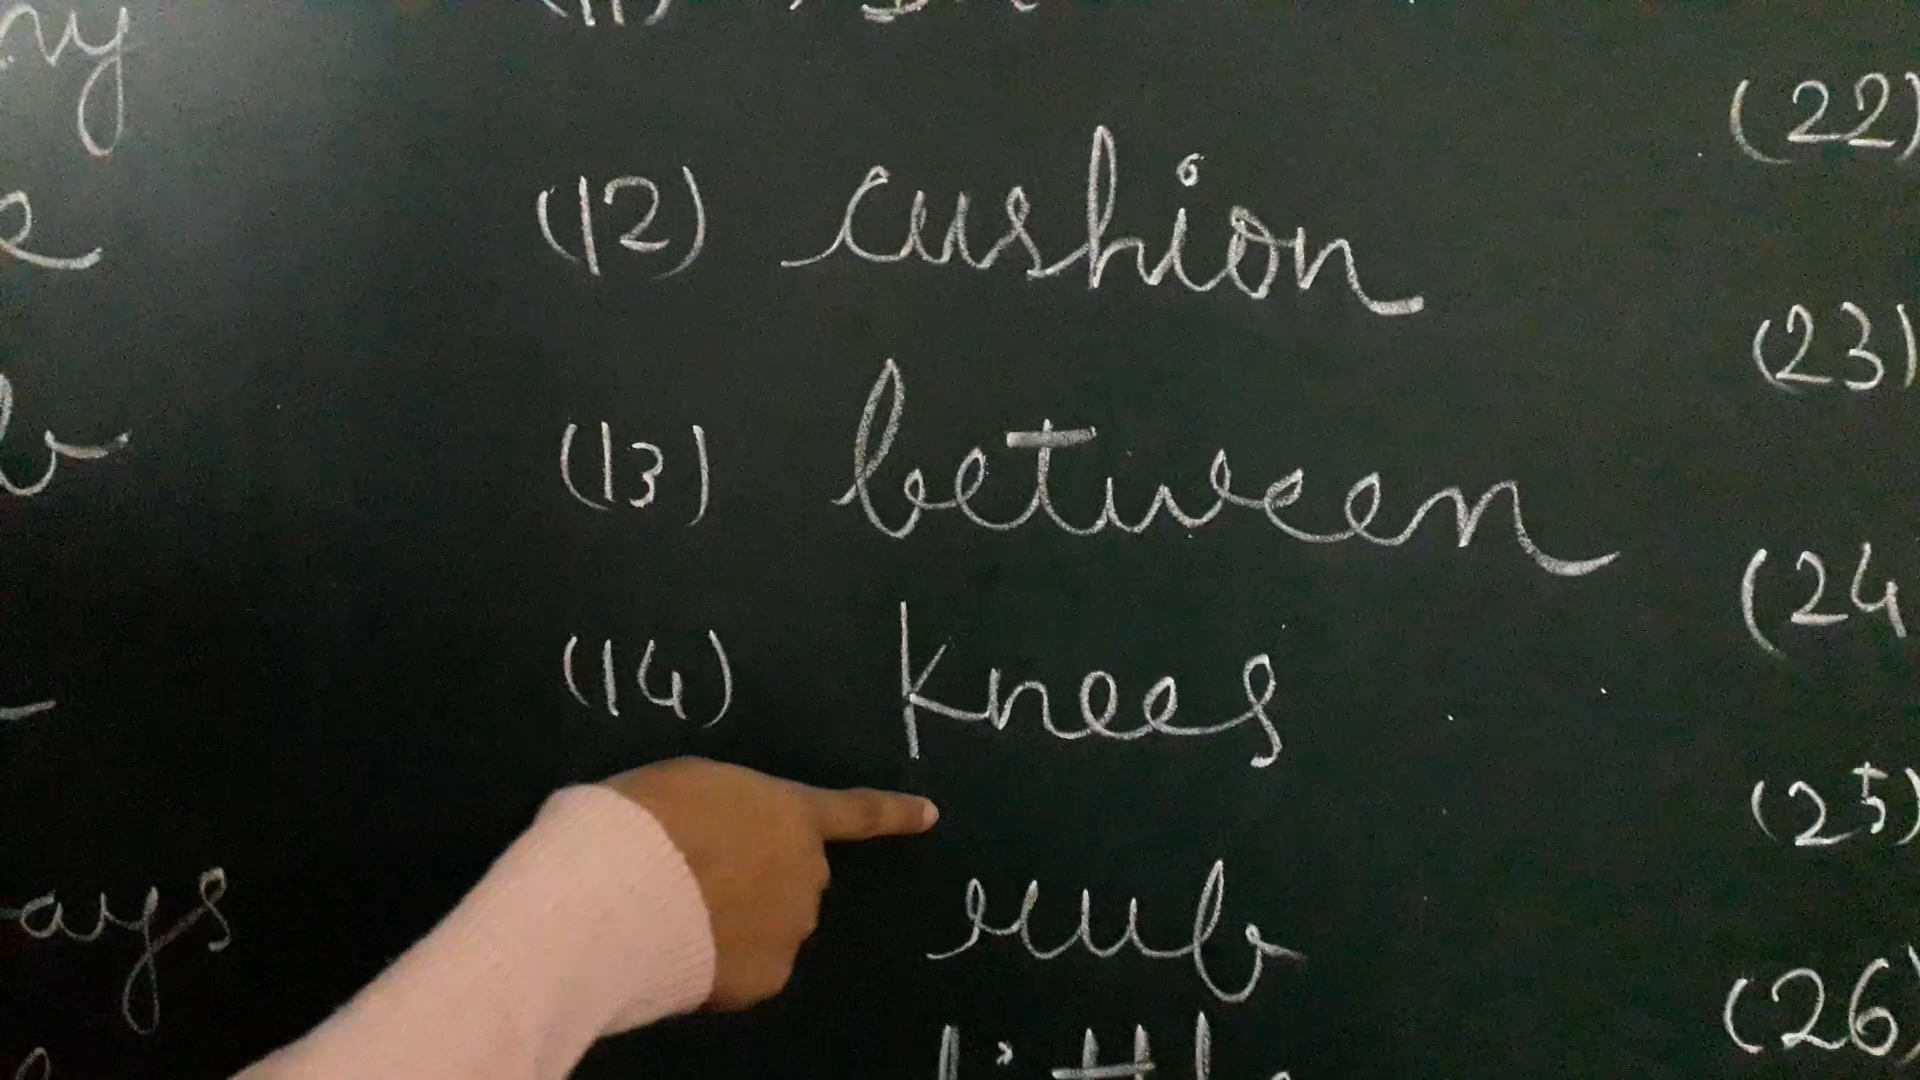 (12) cushion
(13) between
(14) knees
rub
(22)
(23)
(24
(25)
(26)